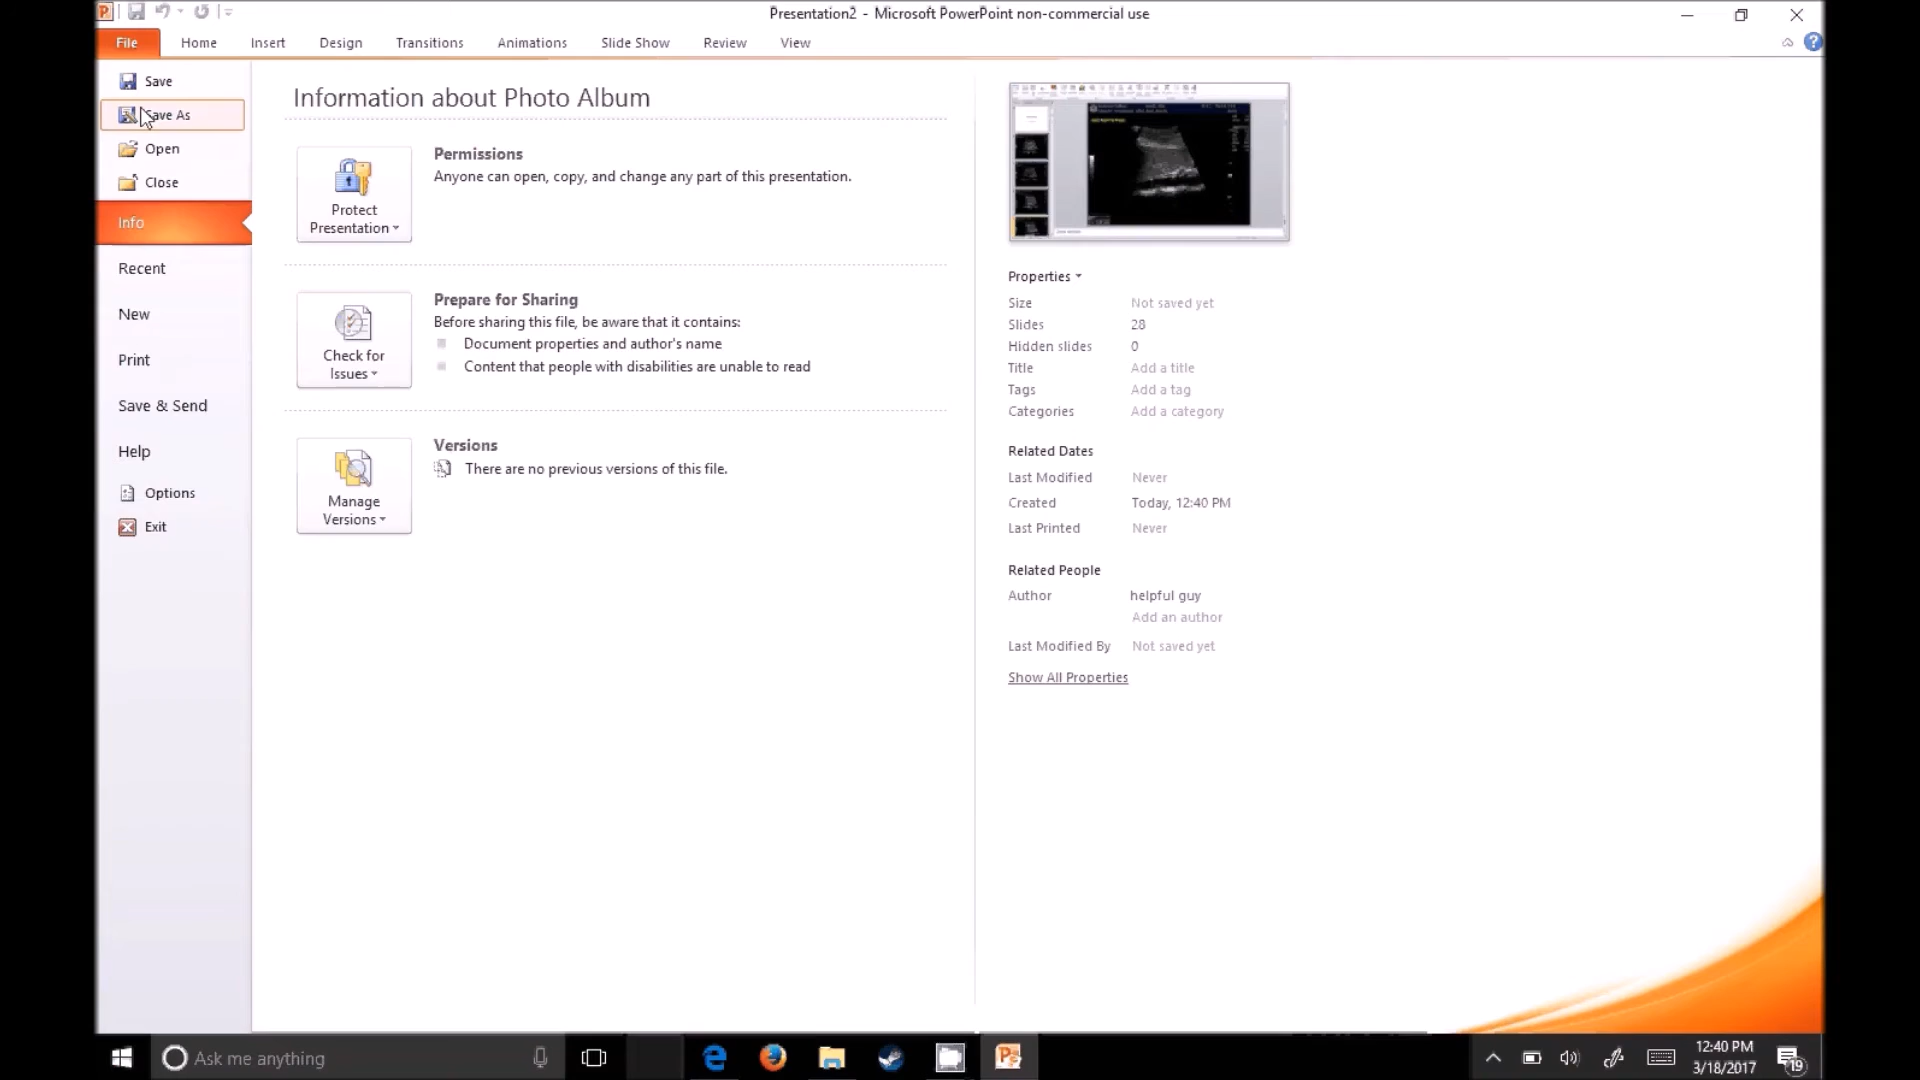 Presentation2 - Microsoft PowerPoint non-commercial use
File Home Insert Design Transitions Animations Slide Show Review View
Save
Save As
Open
Close
Info
Recent
New
Print
Save & Send
Help
Options
Exit
Information about Photo Album
Protect
Presentation
Permissions
Anyone can open, copy, and change any part of this presentation.
Check for
Issues
Prepare for Sharing
Before sharing this file, be aware that it contains:
Document properties and author's name
Content that people with disabilities are unable to read
Manage
Versions
Versions
There are no previous versions of this file.
Properties
Size Not saved yet
Slides 28
Hidden slides 0
Title Add a title
Tags Add a tag
Categories Add a category
Related Dates
Last Modified Never
Created Today, 12:40 PM
Last Printed Never
Related People
Author helpful guy
Add an author
Last Modified By Not saved yet
Show All Properties
Ask me anything
12:40 PM
3/18/2017
19